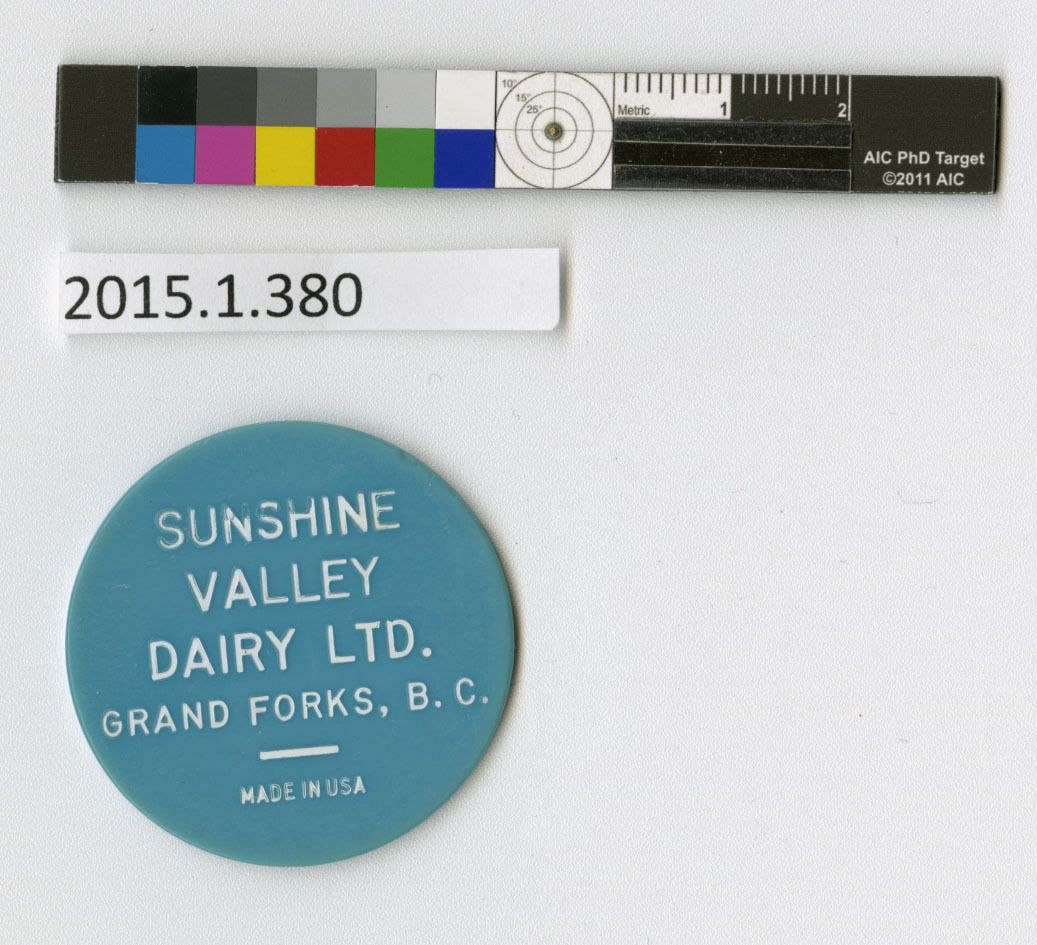 10°
15°
25°
Metric 1 2
AIC PhD Target
©2011 AIC
2015.1.380
SUNSHINE
VALLEY
DAIRY LTD.
GRAND FORKS, B. C.
MADE IN USA